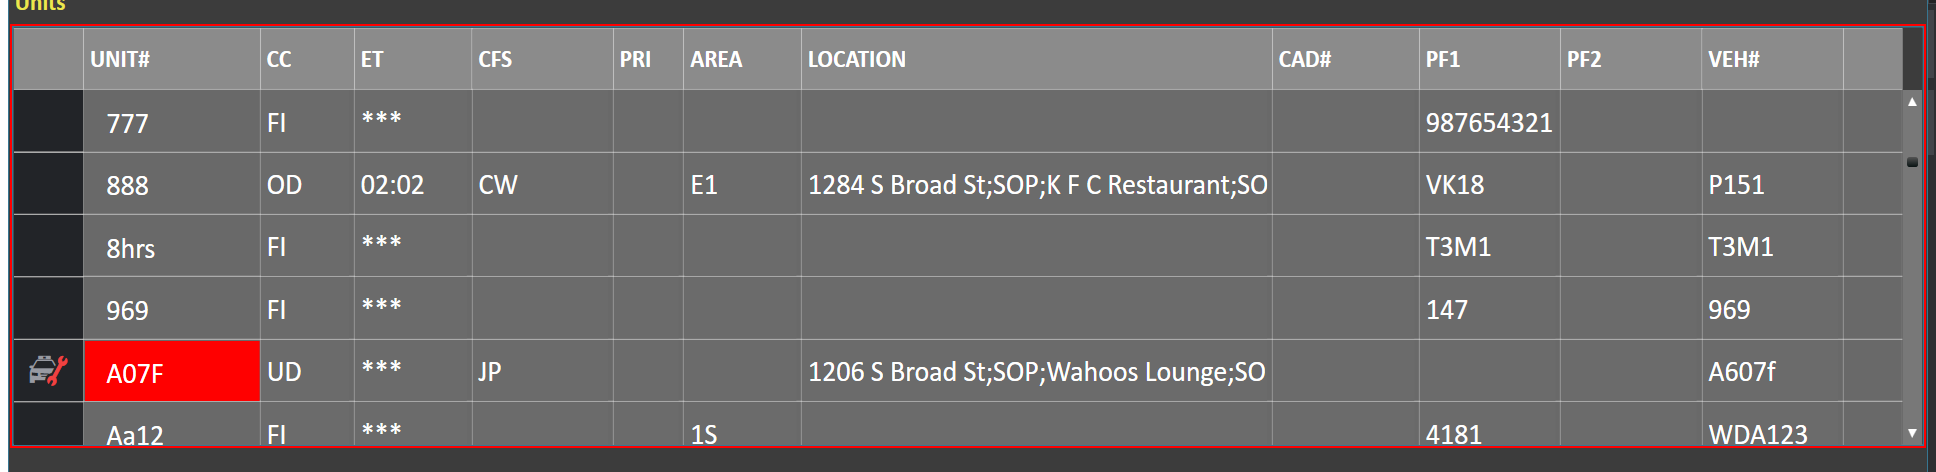 Units
UNIT# CC ET CFS PRI AREA LOCATION CAD# PF1 PF2 VEH#
777 FI *** 987654321
888 OD 02:02 CW E1 1284 S Broad St;SOP;K F C Restaurant;SO VK18 P151
8hrs FI *** T3M1 T3M1
969 FI *** 147 969
A07F UD *** JP 1206 S Broad St;SOP;Wahoos Lounge;SO A607f
Aa12 FI *** 1S 4181 WDA123